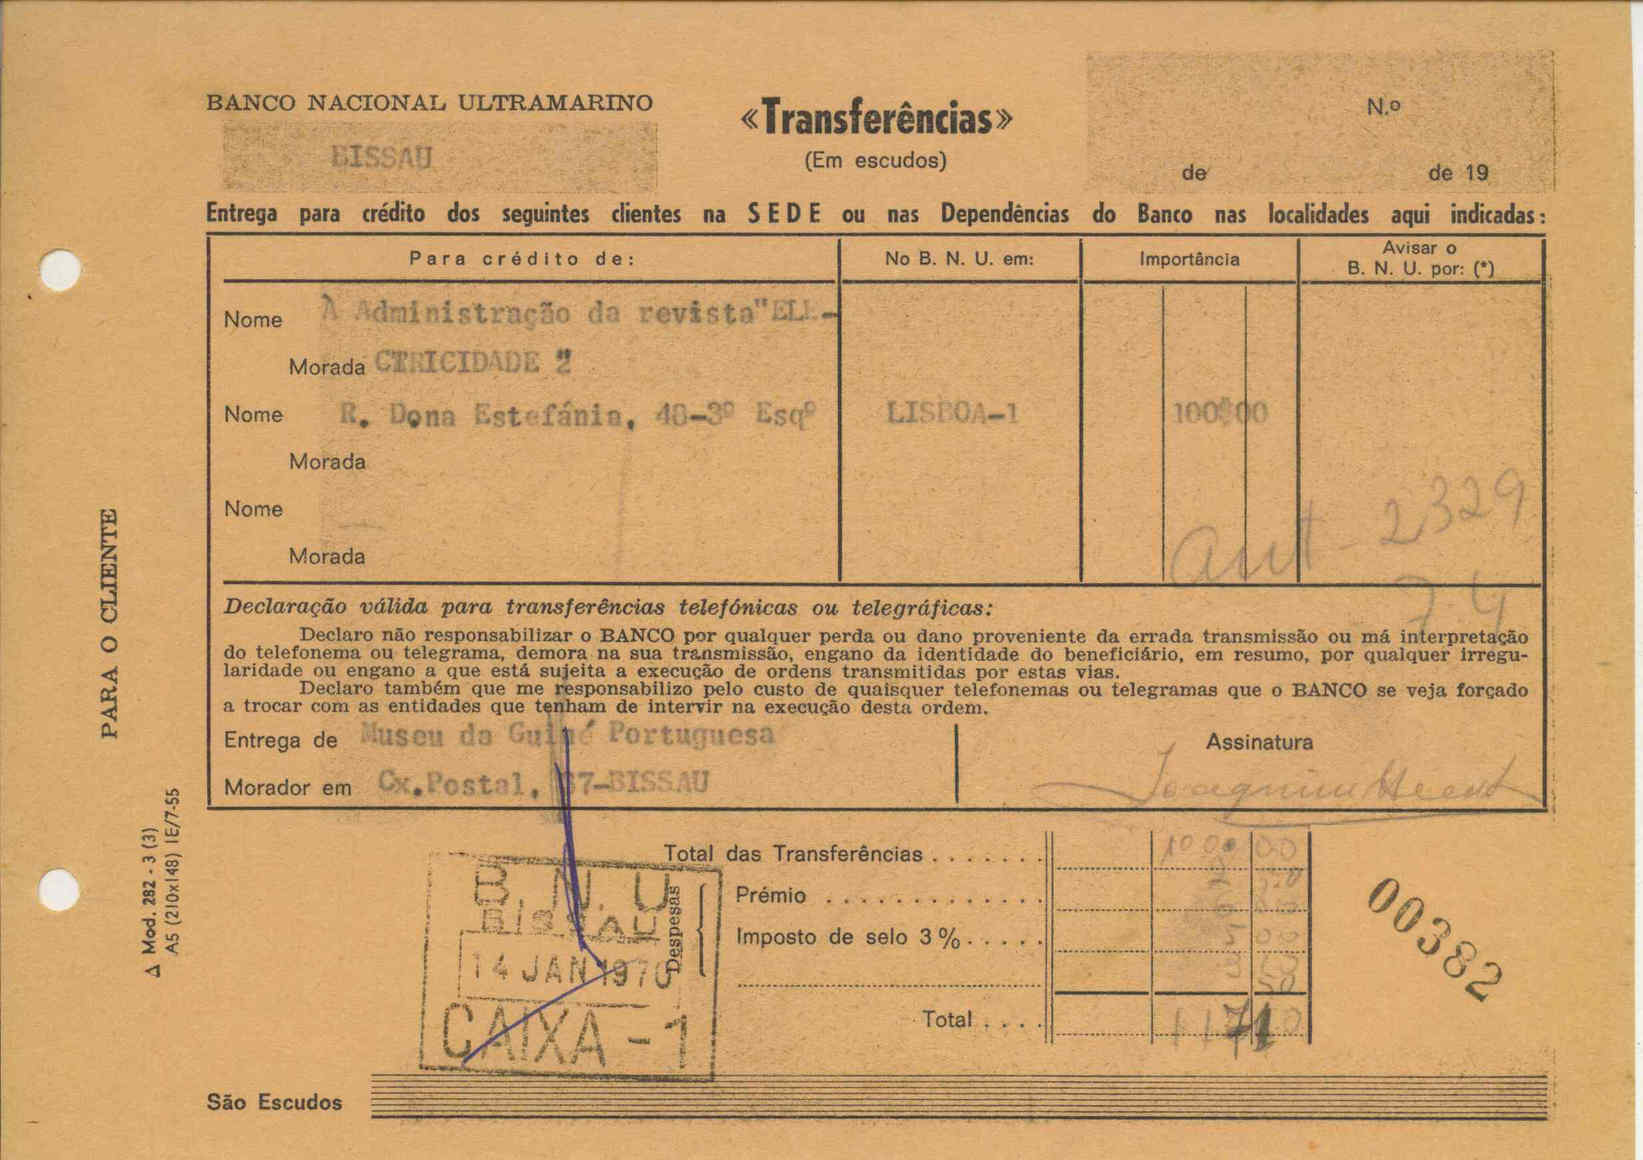 BANCO NACIONAL ULTRAMARINO
BISSAU
«Transferências»
(Em escudos)
N.º
de de 19
Entrega para crédito dos seguintes clientes na SEDE ou nas Dependências do Banco nas localidades aqui indicadas:
Para crédito de: No B. N. U. em: Importância Avisar o B. N. U. por: (*)
Nome À Administração da revista "ELE-
Morada CTRICIDADE "
Nome R. Dona Estefánia, 48-3º Esqº LISBOA-1 100$00
Morada
Nome
Morada
Aut - 2329
74
Declaração válida para transferências telefónicas ou telegráficas:
Declaro não responsabilizar o BANCO por qualquer perda ou dano proveniente da errada transmissão ou má interpretação
do telefonema ou telegrama, demora na sua transmissão, engano da identidade do beneficiário, em resumo, por qualquer irregu-
laridade ou engano a que está sujeita a execução de ordens transmitidas por estas vias.
Declaro também que me responsabilizo pelo custo de quaisquer telefonemas ou telegramas que o BANCO se veja forçado
a trocar com as entidades que tenham de intervir na execução desta ordem.
Entrega de Museu da Guiné Portuguesa Assinatura
Morador em Cx.Postal, 37-BISSAU Joaquim
Total das Transferências . . . . . . . 00
Despesas
Prémio . . . . . . . . . . . . .
Imposto de selo 3% . . . . . 5 00
50
Total . . . .
B. N. U
BISSAU
14 JAN 1970
CAIXA - 1
00382
São Escudos
PARA O CLIENTE
Δ Mod. 282 - 3 (3)
A5 (210x148) 1E/7-55